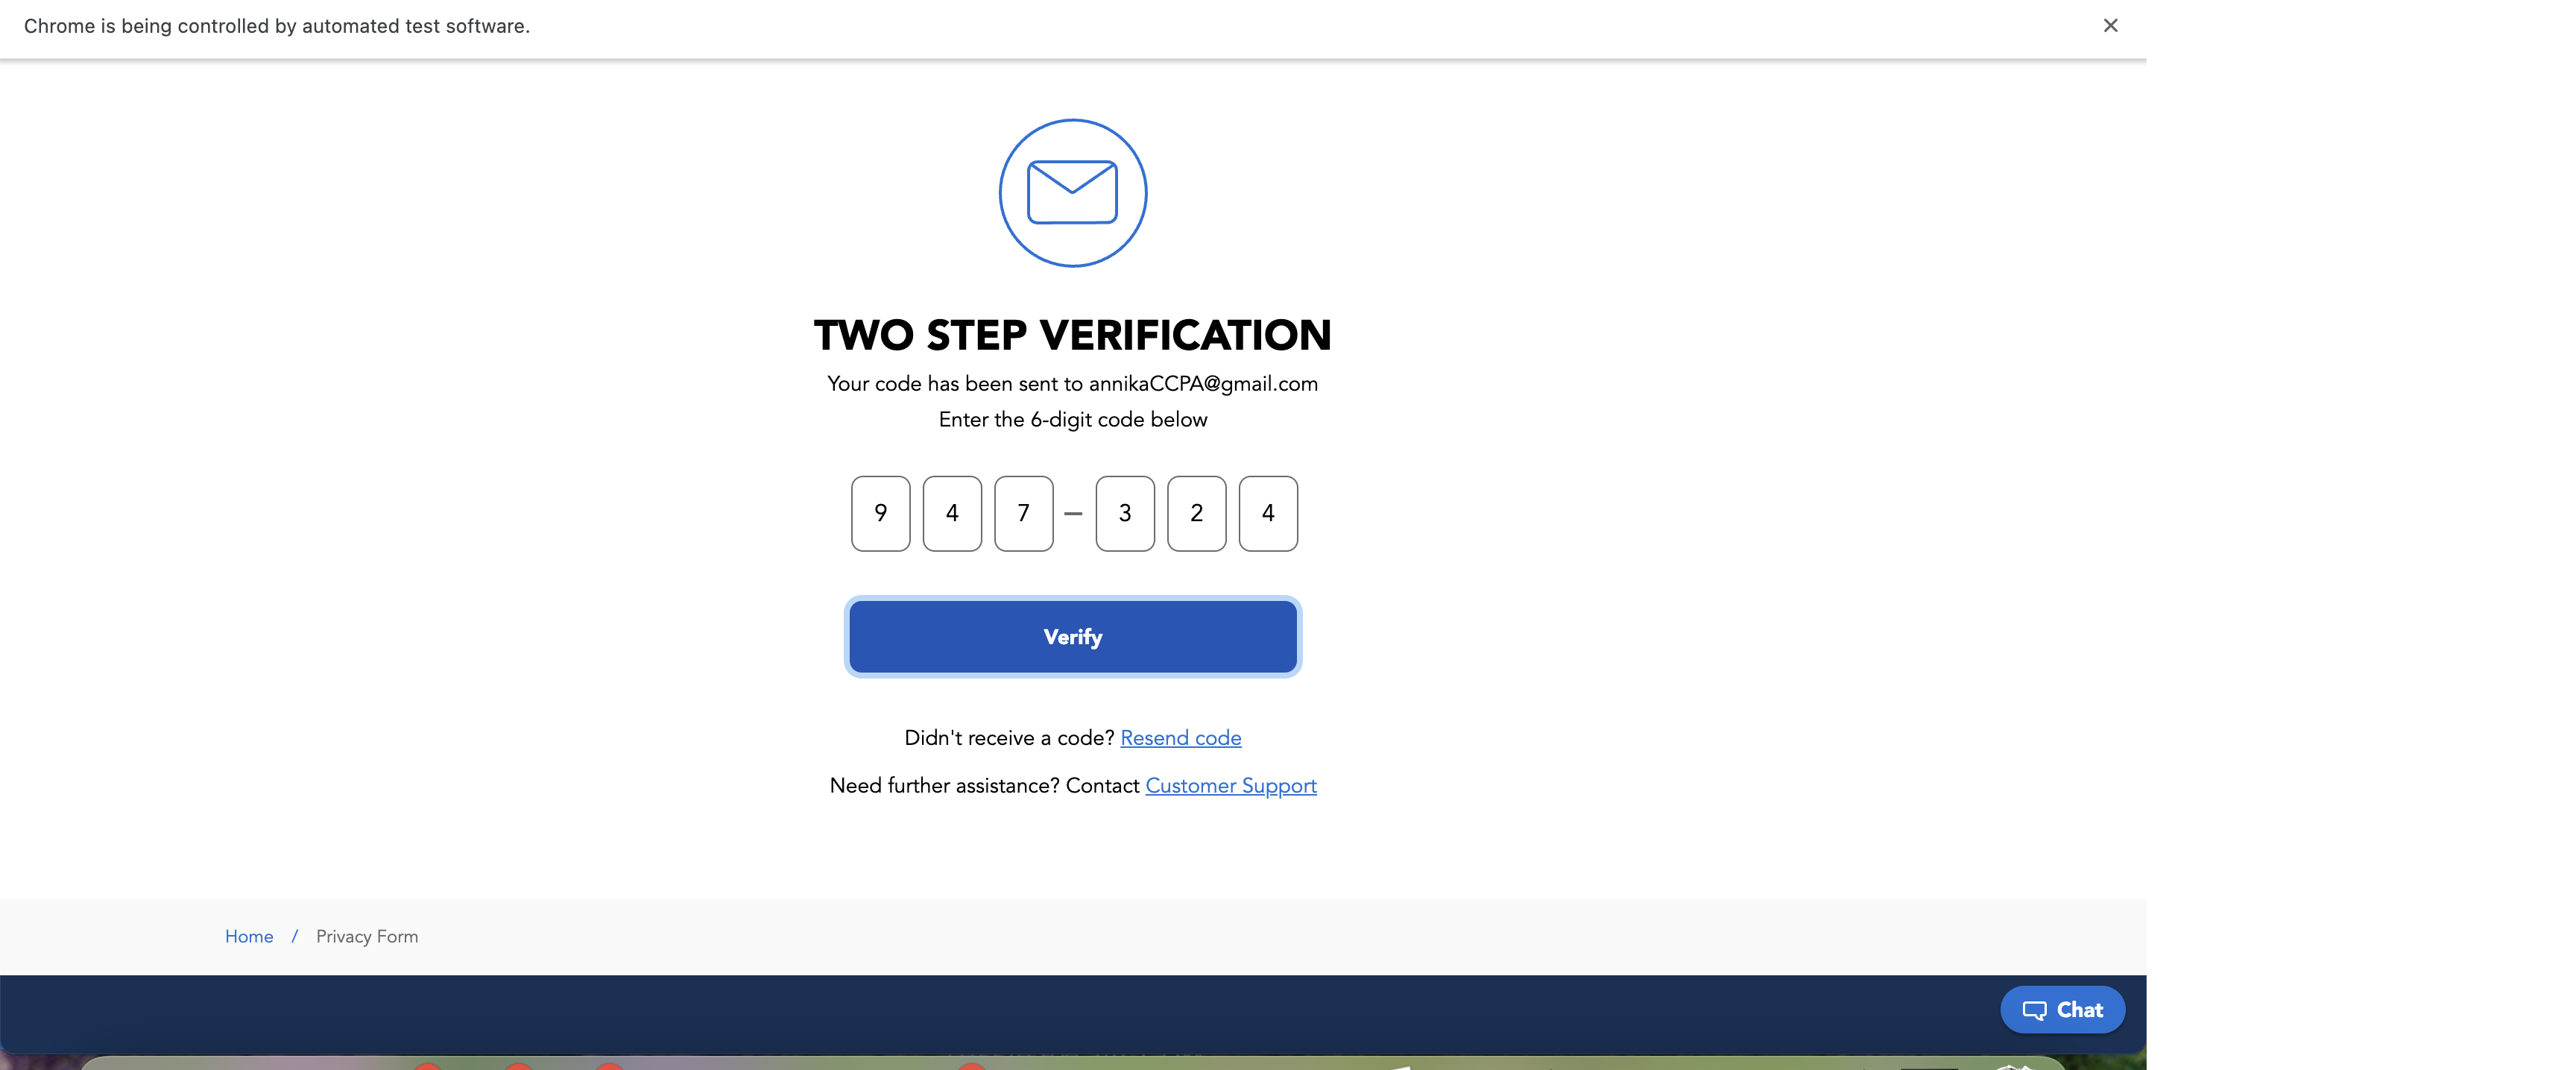 Chrome is being controlled by automated test software.
TWO STEP VERIFICATION
Your code has been sent to annikaCCPA@gmail.com
Enter the 6-digit code below
9 4 7 – 3 2 4
Verify
Didn't receive a code? Resend code
Need further assistance? Contact Customer Support
Home / Privacy Form
Chat